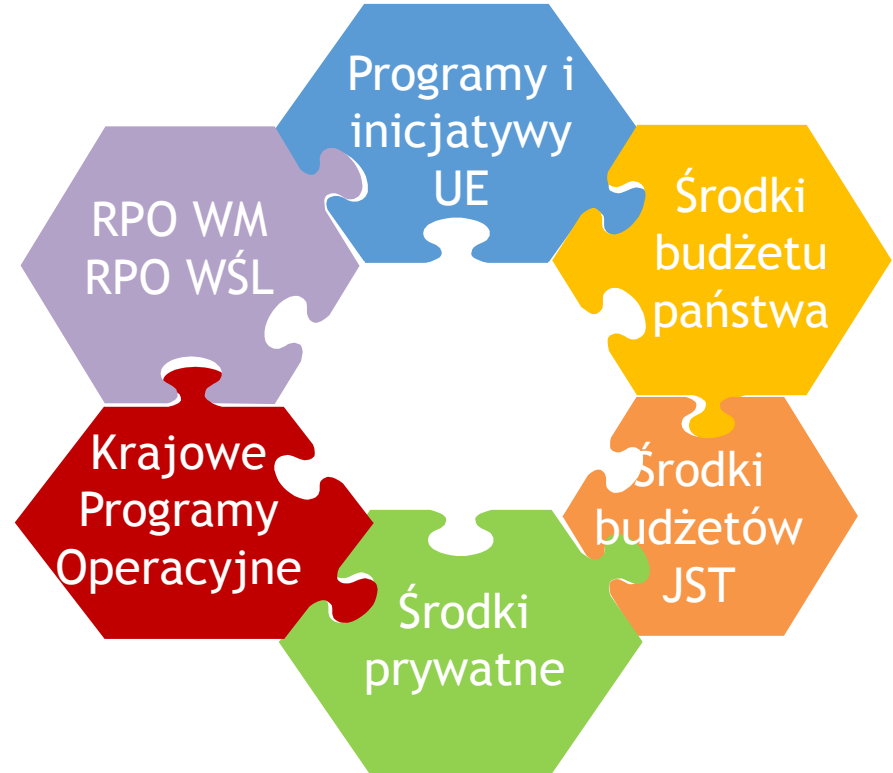 Programy i
inicjatywy
UE
Środki
budżetu
państwa
Środki
budżetów
JST
Środki
prywatne
Krajowe
Programy
Operacyjne
RPO WM
RPO WŚL